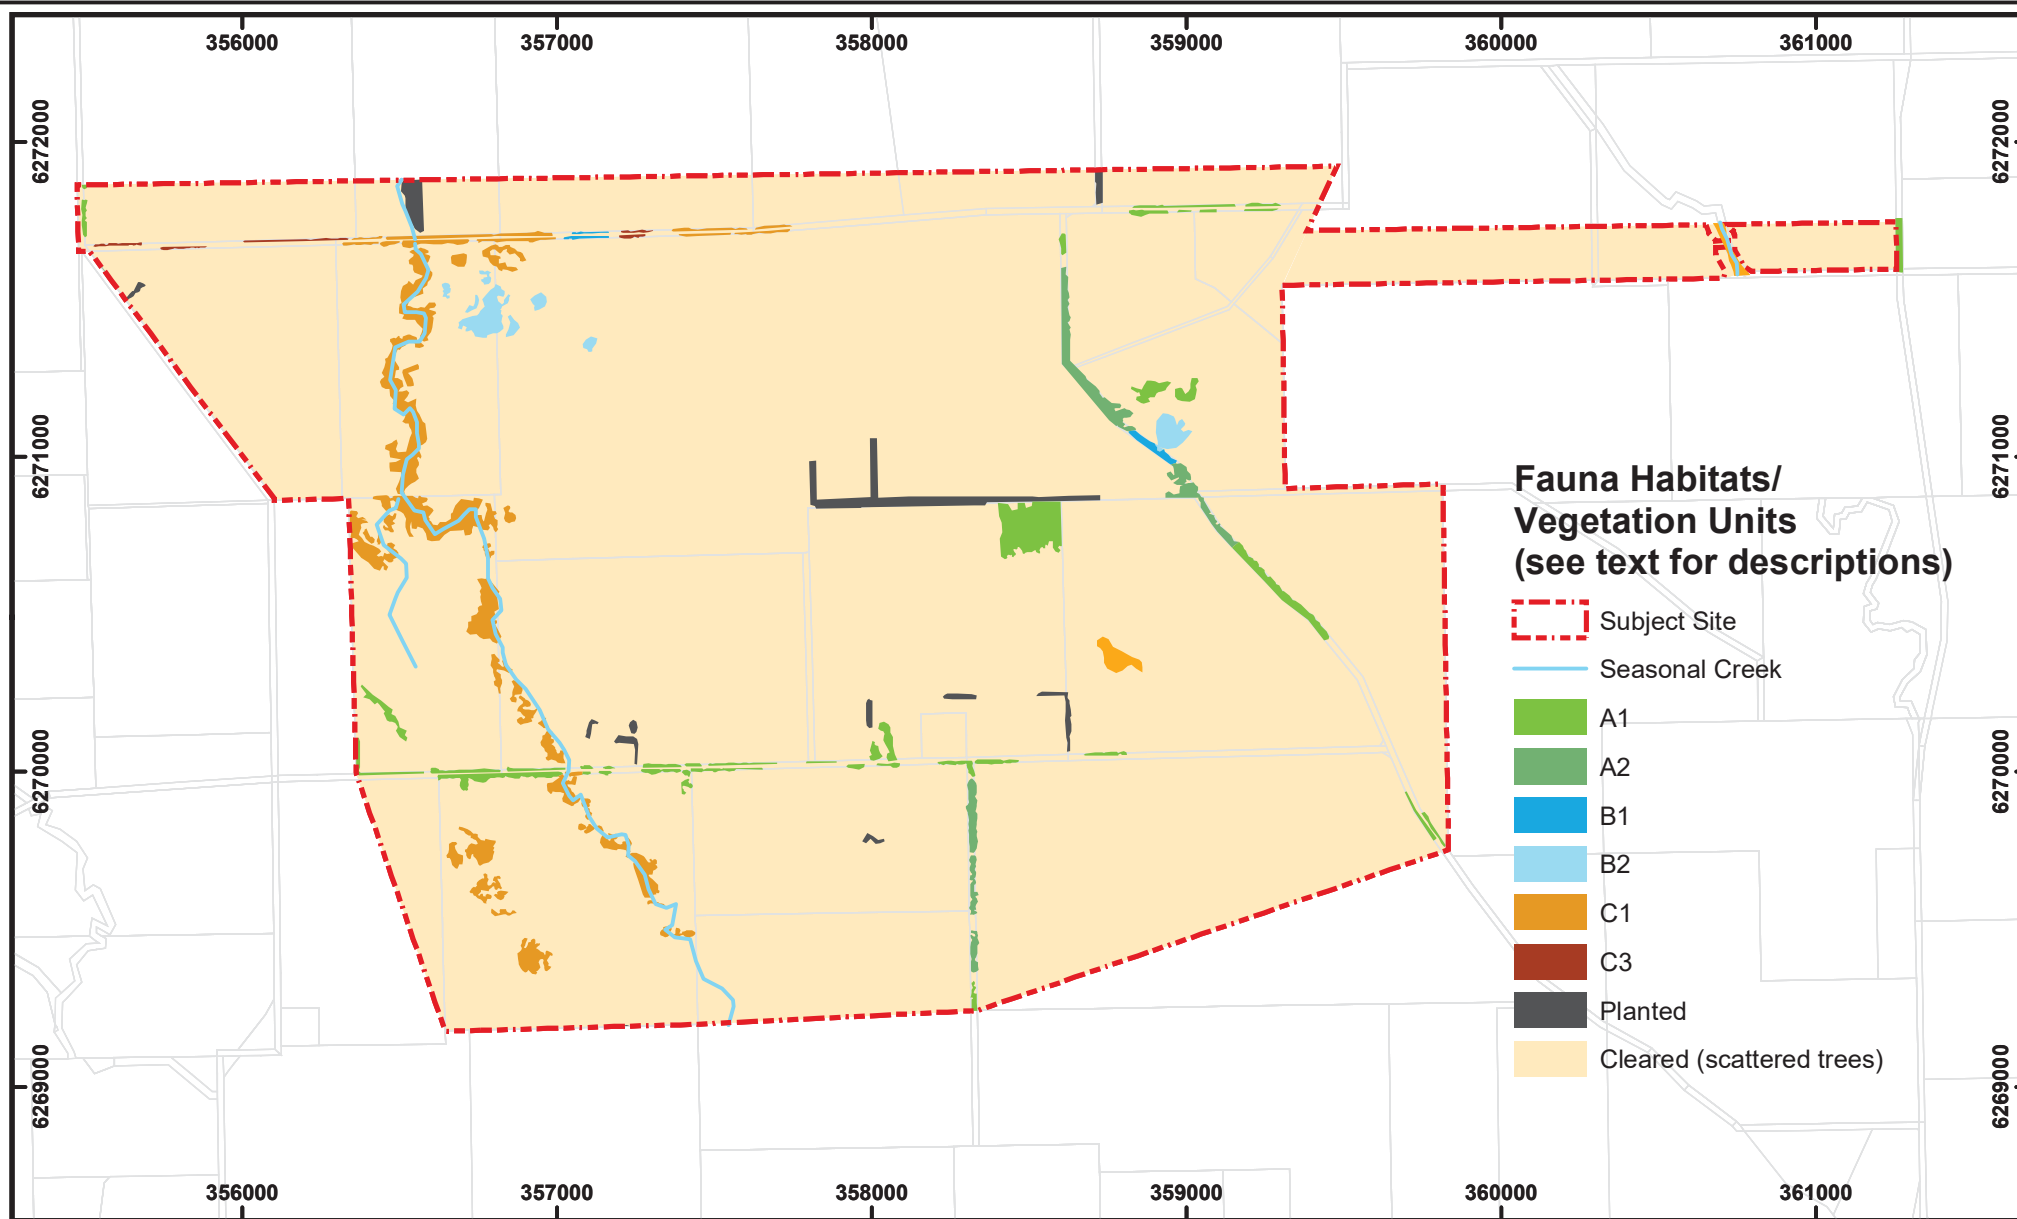 356000 357000 358000 359000 360000 361000
6272000 6272000
6271000 6271000
Fauna Habitats/
Vegetation Units
(see text for descriptions)
Subject Site
Seasonal Creek
A1
A2
6270000 6270000
B1
B2
C1
C3
Planted
Cleared (scattered trees)
6269000 6269000
356000 357000 358000 359000 360000 361000